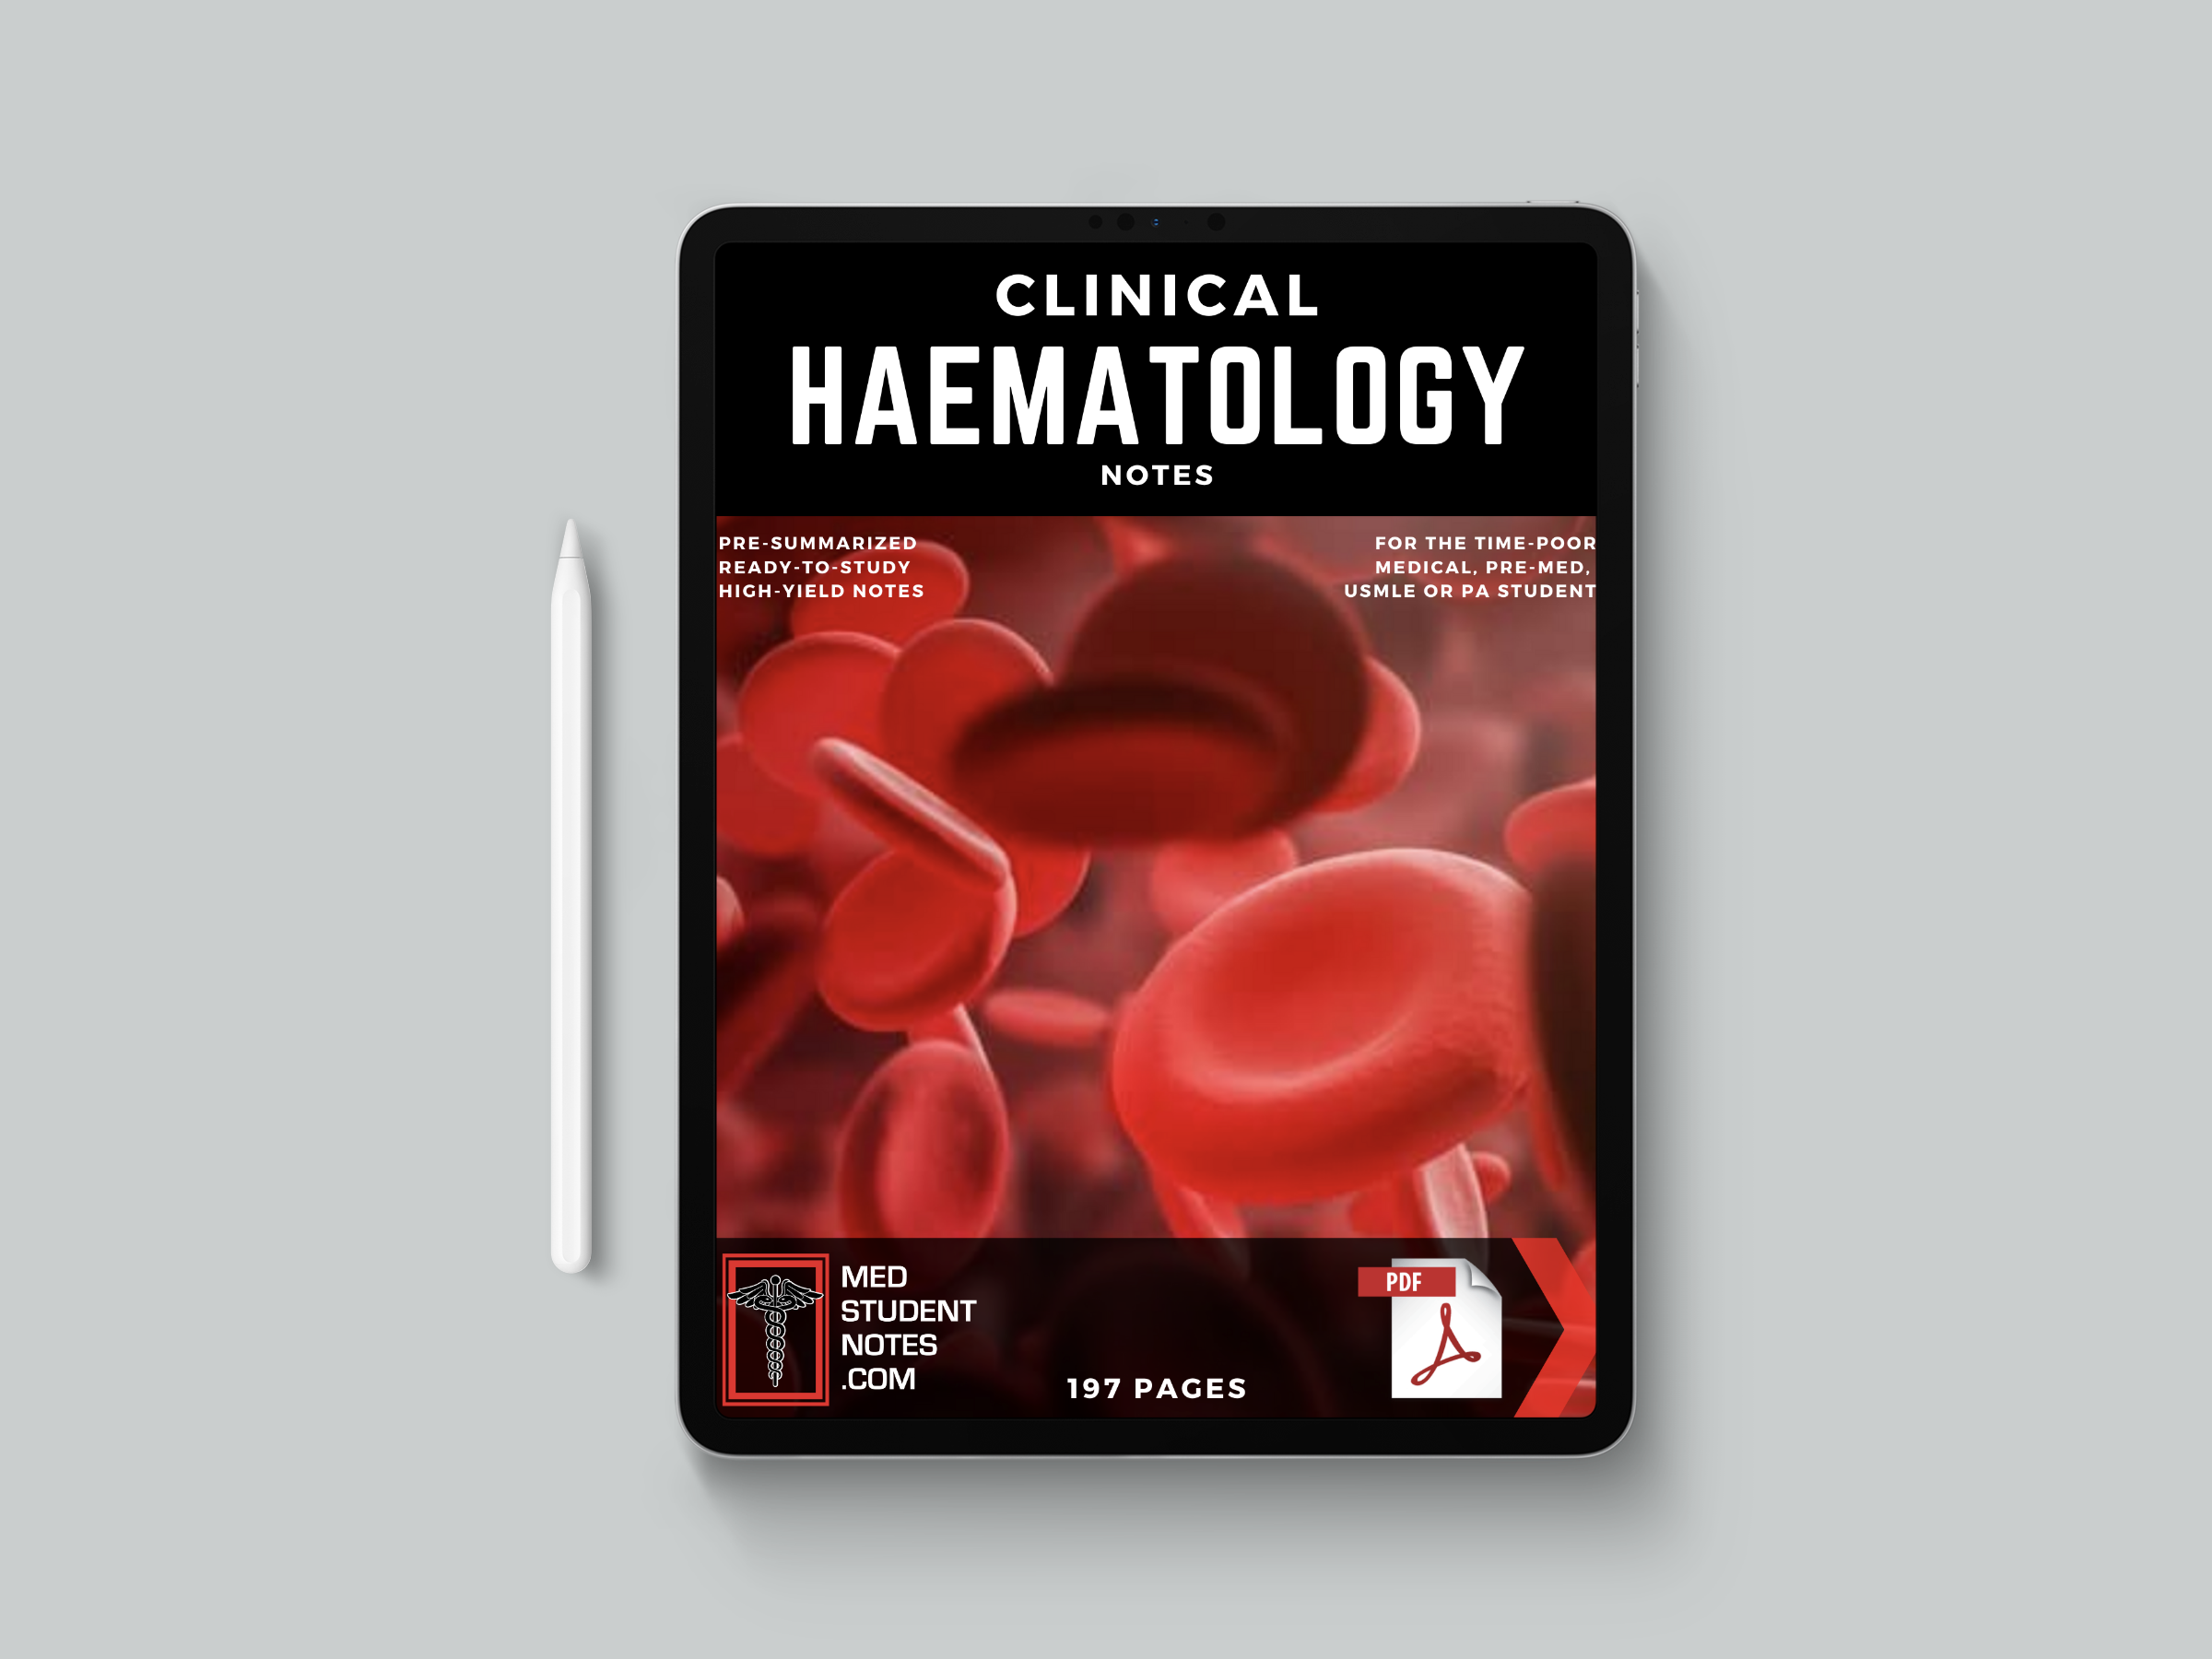 CLINICAL
HAEMATOLOGY
NOTES
PRE-SUMMARIZED
READY-TO-STUDY
HIGH-YIELD NOTES
FOR THE TIME-POOR
MEDICAL, PRE-MED,
USMLE OR PA STUDENT
MED
STUDENT
NOTES
.COM
197 PAGES
PDF